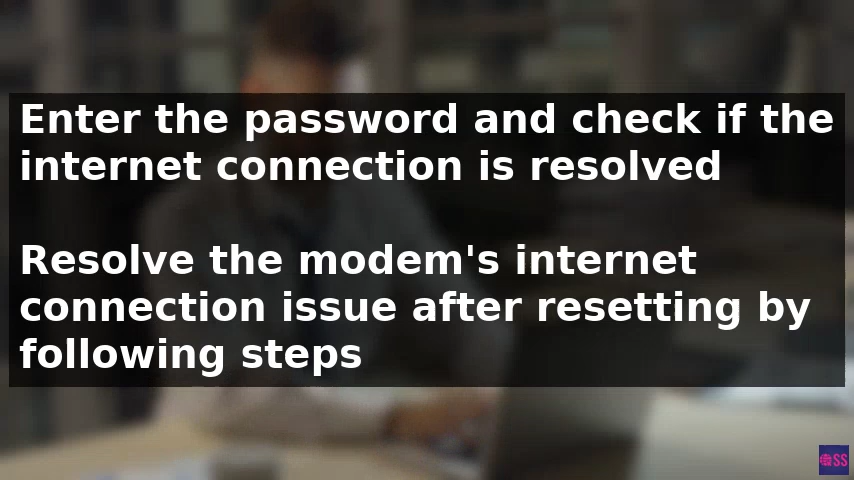 Enter the password and check if the
internet connection is resolved
Resolve the modem's internet
connection issue after resetting by
following steps
SS